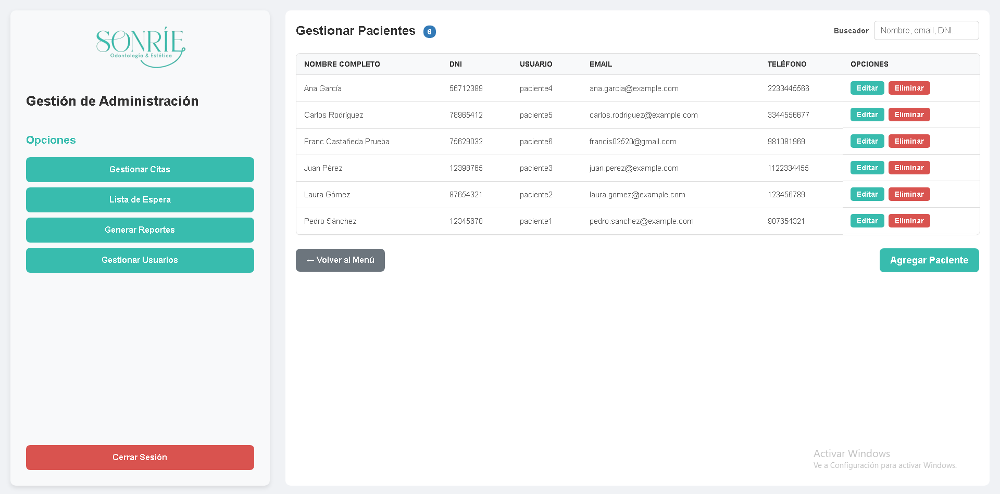 SONRÍE
Odontología & Estética
Gestión de Administración
Opciones
Gestionar Citas
Lista de Espera
Generar Reportes
Gestionar Usuarios
Cerrar Sesión
Gestionar Pacientes 6
Buscador Nombre, email, DNI...
NOMBRE COMPLETO DNI USUARIO EMAIL TELÉFONO OPCIONES
Ana García 56712389 paciente4 ana.garcia@example.com 2233445566 Editar Eliminar
Carlos Rodríguez 78965412 paciente5 carlos.rodriguez@example.com 3344556677 Editar Eliminar
Franc Castañeda Prueba 75629032 paciente6 francis02520@gmail.com 981081969 Editar Eliminar
Juan Pérez 12398765 paciente3 juan.perez@example.com 1122334455 Editar Eliminar
Laura Gómez 87654321 paciente2 laura.gomez@example.com 123456789 Editar Eliminar
Pedro Sánchez 12345678 paciente1 pedro.sanchez@example.com 987654321 Editar Eliminar
← Volver al Menú Agregar Paciente
Activar Windows
Ve a Configuración para activar Windows.